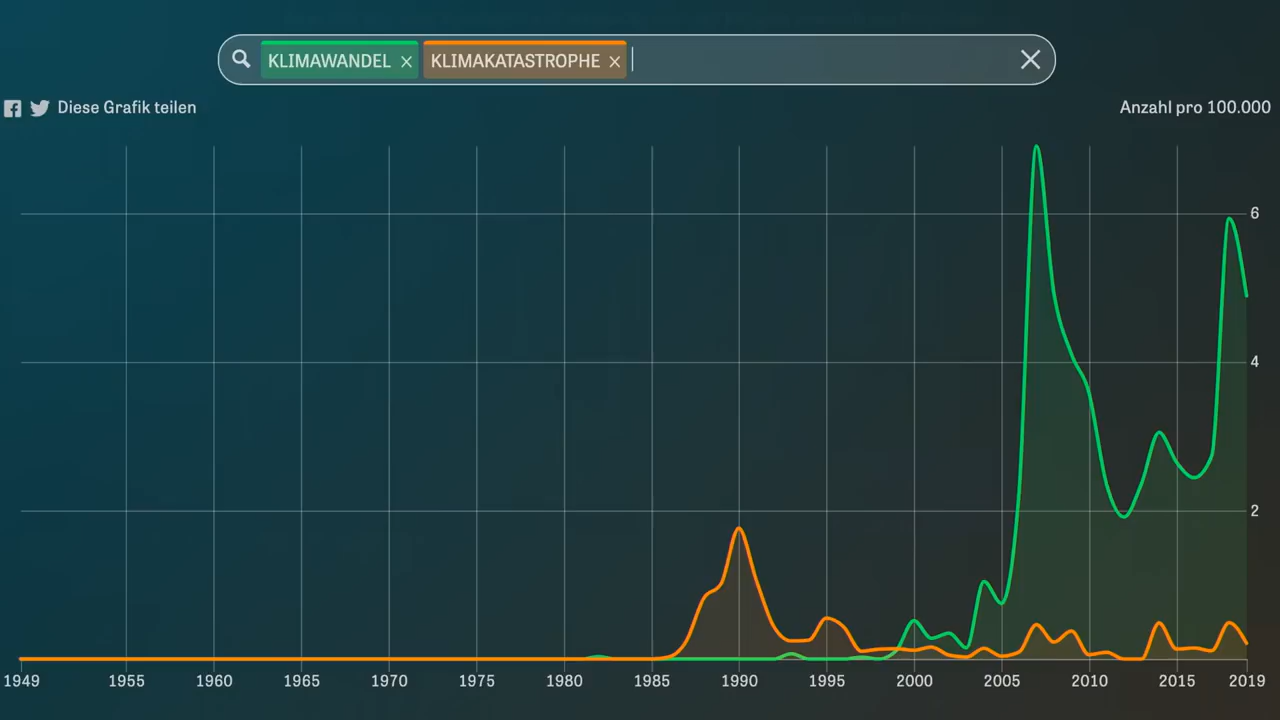 KLIMAWANDEL × KLIMAKATASTROPHE ×
Diese Grafik teilen
Anzahl pro 100.000
6
4
2
1949 1955 1960 1965 1970 1975 1980 1985 1990 1995 2000 2005 2010 2015 2019